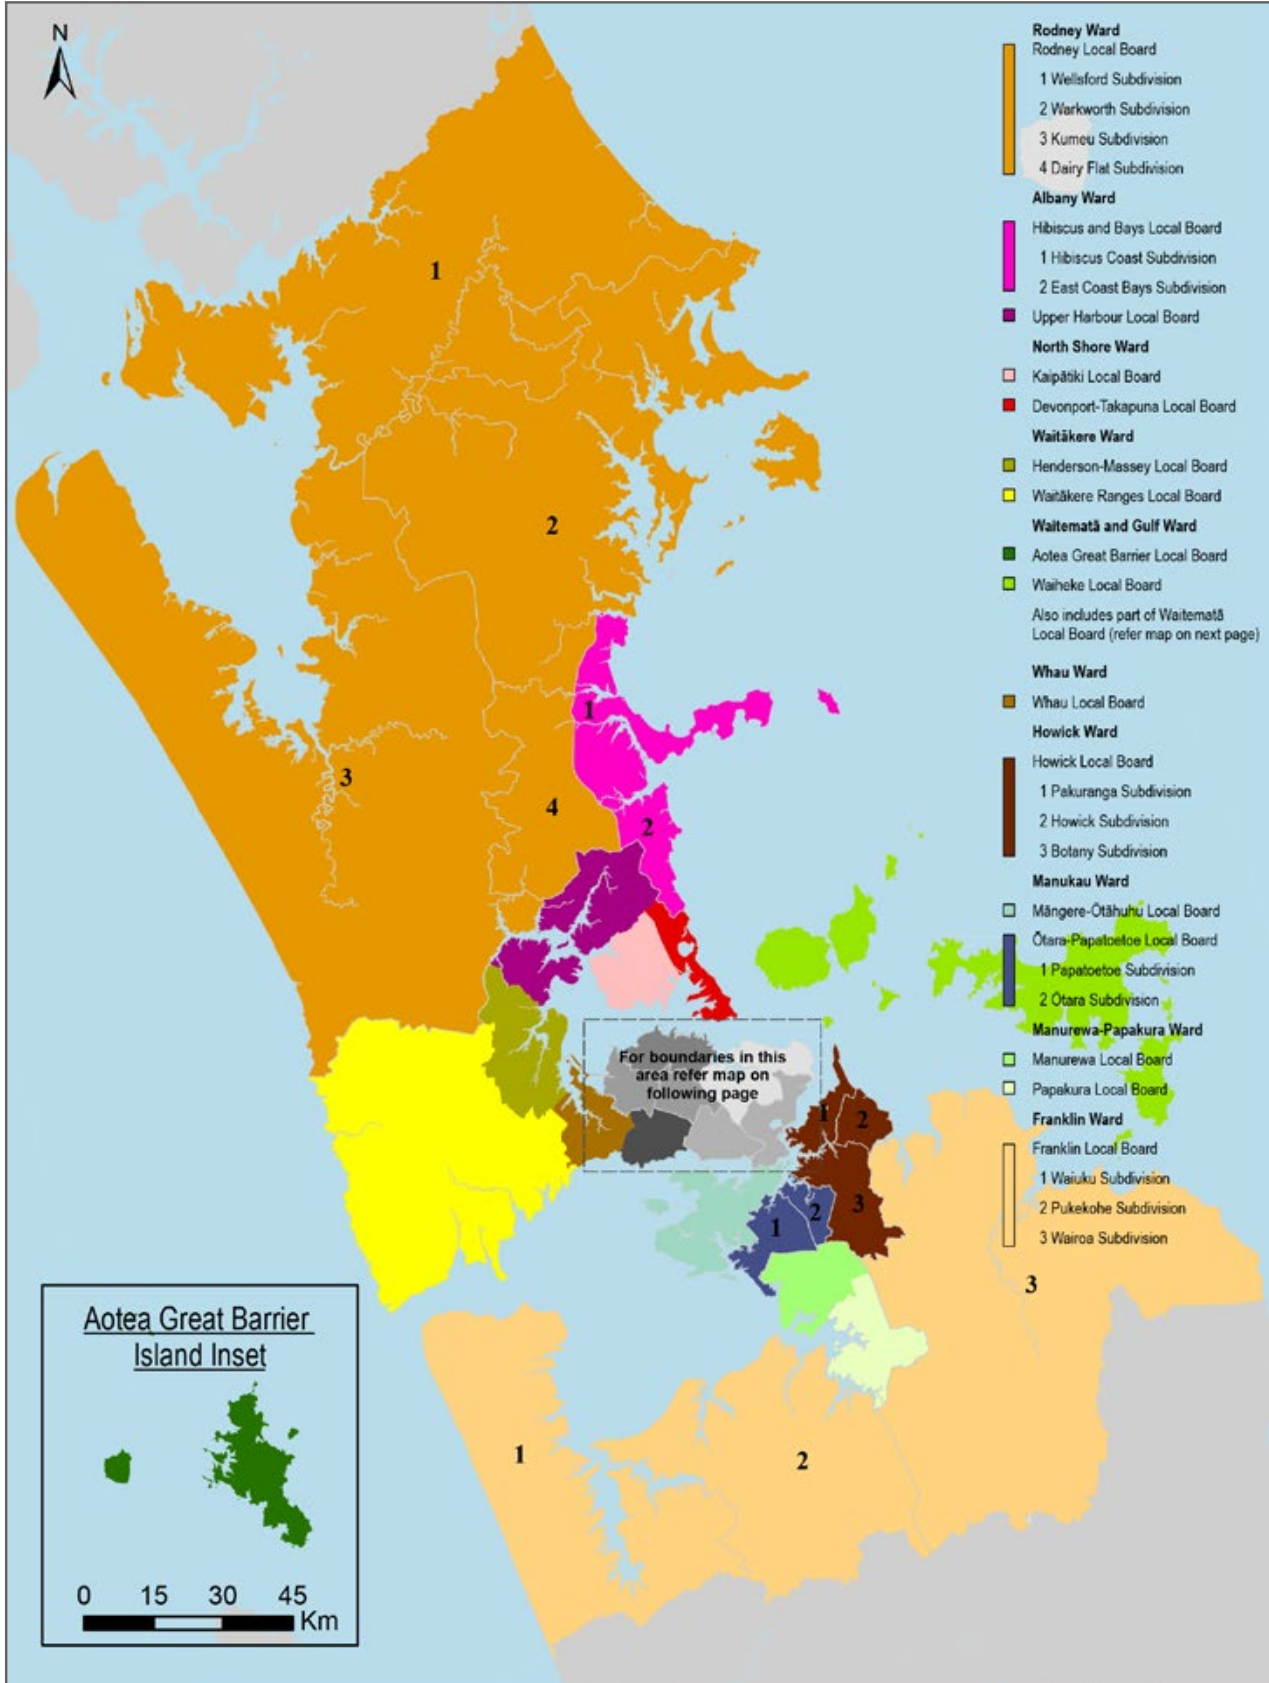 N
Rodney Ward
Rodney Local Board
1 Wellsford Subdivision
2 Warkworth Subdivision
3 Kumeu Subdivision
4 Dairy Flat Subdivision
Albany Ward
Hibiscus and Bays Local Board
1 Hibiscus Coast Subdivision
2 East Coast Bays Subdivision
Upper Harbour Local Board
North Shore Ward
Kaipātiki Local Board
Devonport-Takapuna Local Board
Waitākere Ward
Henderson-Massey Local Board
Waitākere Ranges Local Board
Waitematā and Gulf Ward
Aotea Great Barrier Local Board
Waiheke Local Board
Also includes part of Waitematā
Local Board (refer map on next page)
Whau Ward
Whau Local Board
Howick Ward
Howick Local Board
1 Pakuranga Subdivision
2 Howick Subdivision
3 Botany Subdivision
Manukau Ward
Māngere-Ōtāhuhu Local Board
Ōtara-Papatoetoe Local Board
1 Papatoetoe Subdivision
2 Ōtara Subdivision
Manurewa-Papakura Ward
Manurewa Local Board
Papakura Local Board
Franklin Ward
Franklin Local Board
1 Waiuku Subdivision
2 Pukekohe Subdivision
3 Wairoa Subdivision
1
2
3
4
1
2
For boundaries in this
area refer map on
following page
1
2
3
1
2
3
1
2
Aotea Great Barrier
Island Inset
0 15 30 45
Km